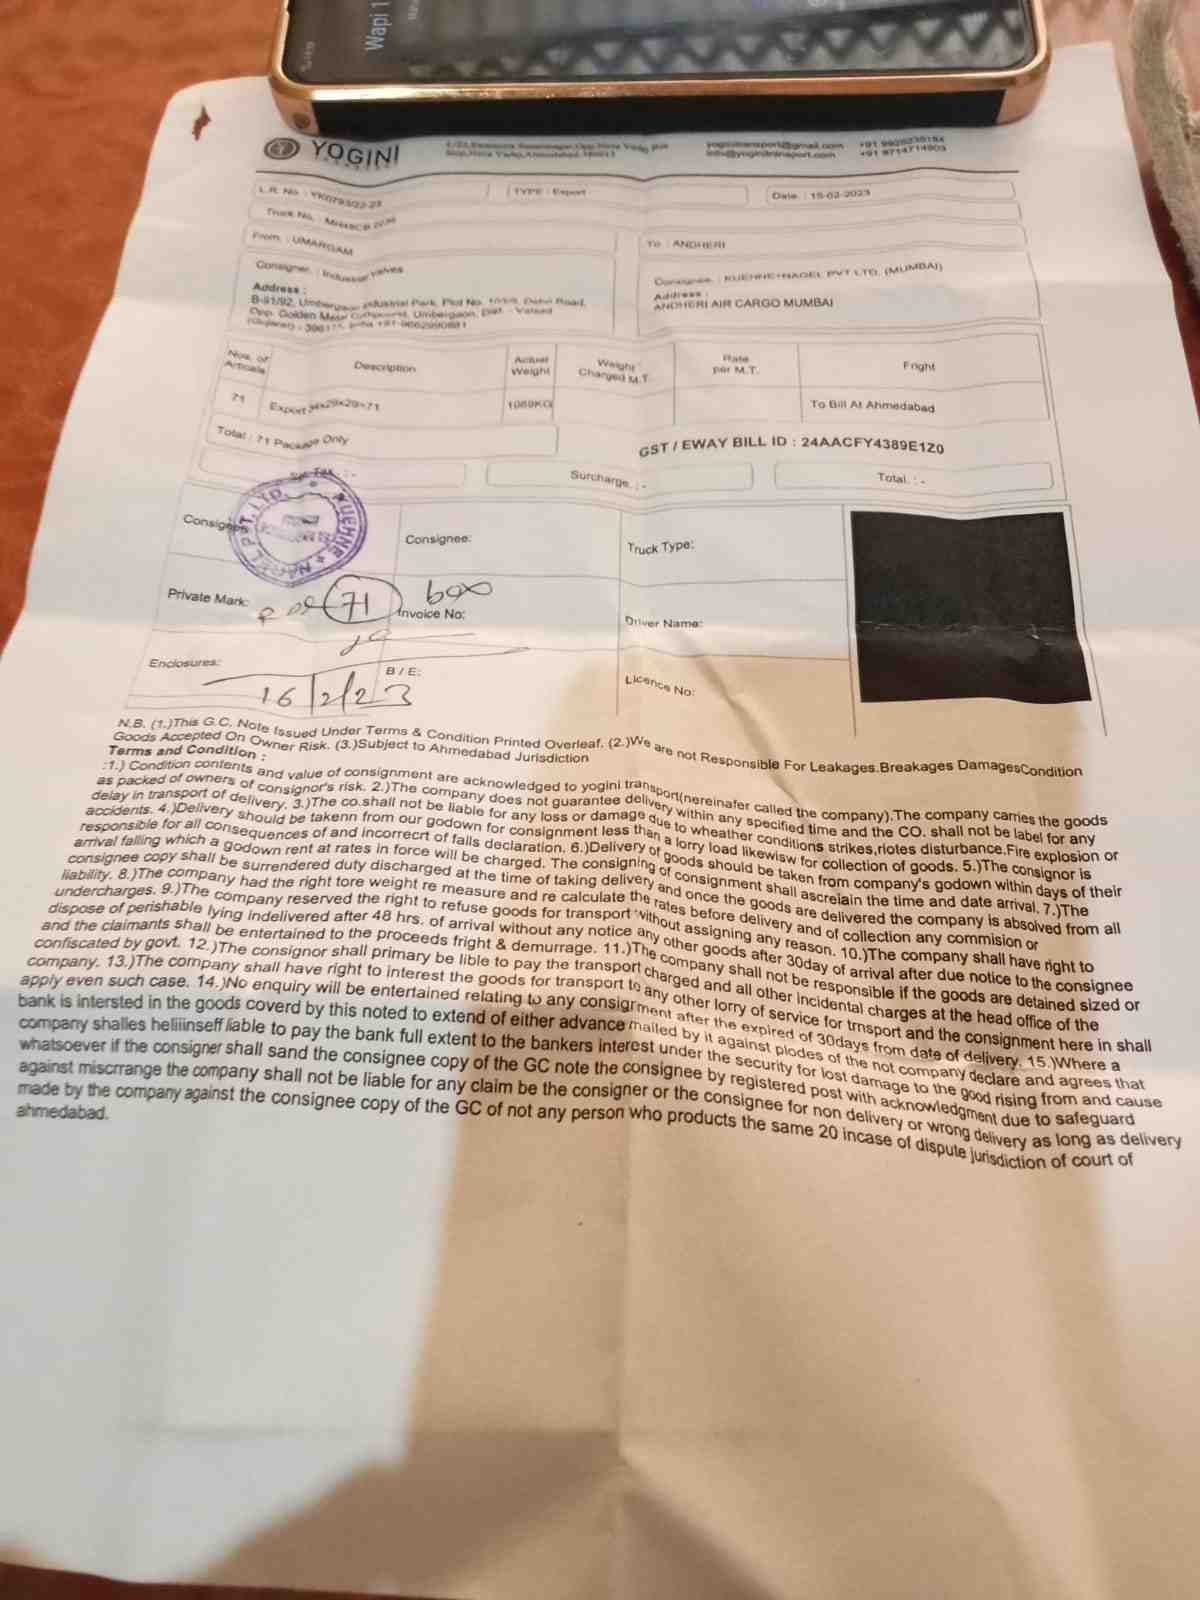 Wapi 1
YOGINI
yoginitransport@gmail.com
info@yoginitransport.com
+91 9714714903
L.R. No. : YK0793/22-23
TYPE : Export
Date. : 15-02-2023
Truck No. :
From. : UMARGAM
To : ANDHERI
Consigner. : Industrial Valves
Consignee. : KUEHNE+NAGEL PVT LTD. (MUMBAI)
Address :
Address :
ANDHERI AIR CARGO MUMBAI
Opp. Golden Metal Compound, Umbergaon, Dist. - Valsad
Nos. of Articals
Description
Actual Weight
Weight Charged M.T.
Rate per M.T.
Fright
71
Export 34x29x29=71
1089KG
To Bill At Ahmedabad
Total : 71 Package Only
GST / EWAY BILL ID : 24AACFY4389E1Z0
Surcharge. : -
Total. : -
KUEHNE + NAGEL PVT. LTD.
Consignee:
Truck Type:
Private Mark:
71
box
Invoice No:
Driver Name:
Enclosures:
B / E:
Licence No:
16/2/23
N.B. (1.)This G.C. Note Issued Under Terms & Condition Printed Overleaf. (2.)We are not Responsible For Leakages.Breakages DamagesCondition
Goods Accepted On Owner Risk. (3.)Subject to Ahmedabad Jurisdiction
Terms and Condition :
:1.) Condition contents and value of consignment are acknowledged to yogini transport(nereinafer called the company).The company carries the goods
as packed of owners of consignor's risk. 2.)The company does not guarantee delivery within any specified time and the CO. shall not be label for any
delay in transport of delivery. 3.)The co.shall not be liable for any loss or damage due to wheather conditions strikes,riotes disturbance.Fire explosion or
accidents. 4.)Delivery should be takenn from our godown for consignment less than a lorry load likewisw for collection of goods. 5.)The consignor is
responsible for all consequences of and incorrecrt of falls declaration. 6.)Delivery of goods should be taken from company's godown within days of their
arrival falling which a godown rent at rates in force will be charged. The consigning of consignment shall ascrelain the time and date arrival. 7.)The
consignee copy shall be surrendered duty discharged at the time of taking delivery and once the goods are delivered the company is absolved from all
liability. 8.)The company had the right tore weight re measure and re calculate the rates before delivery and of collection any commision or
undercharges. 9.)The company reserved the right to refuse goods for transport without assigning any reason. 10.)The company shall have right to
dispose of perishable lying indelivered after 48 hrs. of arrival without any notice any other goods after 30day of arrival after due notice to the consignee
and the claimants shall be entertained to the proceeds fright & demurrage. 11.)The company shall not be responsible if the goods are detained sized or
confiscated by govt. 12.)The consignor shall primary be lible to pay the transport charged and all other incidental charges at the head office of the
company. 13.)The company shall have right to interest the goods for transport to any other lorry of service for trnsport and the consignment here in shall
apply even such case. 14.)No enquiry will be entertained relating to any consigrment after the expired of 30days from date of delivery. 15.)Where a
bank is intersted in the goods coverd by this noted to extend of either advance mailed by it against plodes of the not company declare and agrees that
company shalles heliiinseff liable to pay the bank full extent to the bankers interest under the security for lost damage to the good rising from and cause
whatsoever if the consigner shall sand the consignee copy of the GC note the consignee by registered post with acknowledgment due to safeguard
against miscrrange the company shall not be liable for any claim be the consigner or the consignee for non delivery or wrong delivery as long as delivery
made by the company against the consignee copy of the GC of not any person who products the same 20 incase of dispute jurisdiction of court of
ahmedabad.